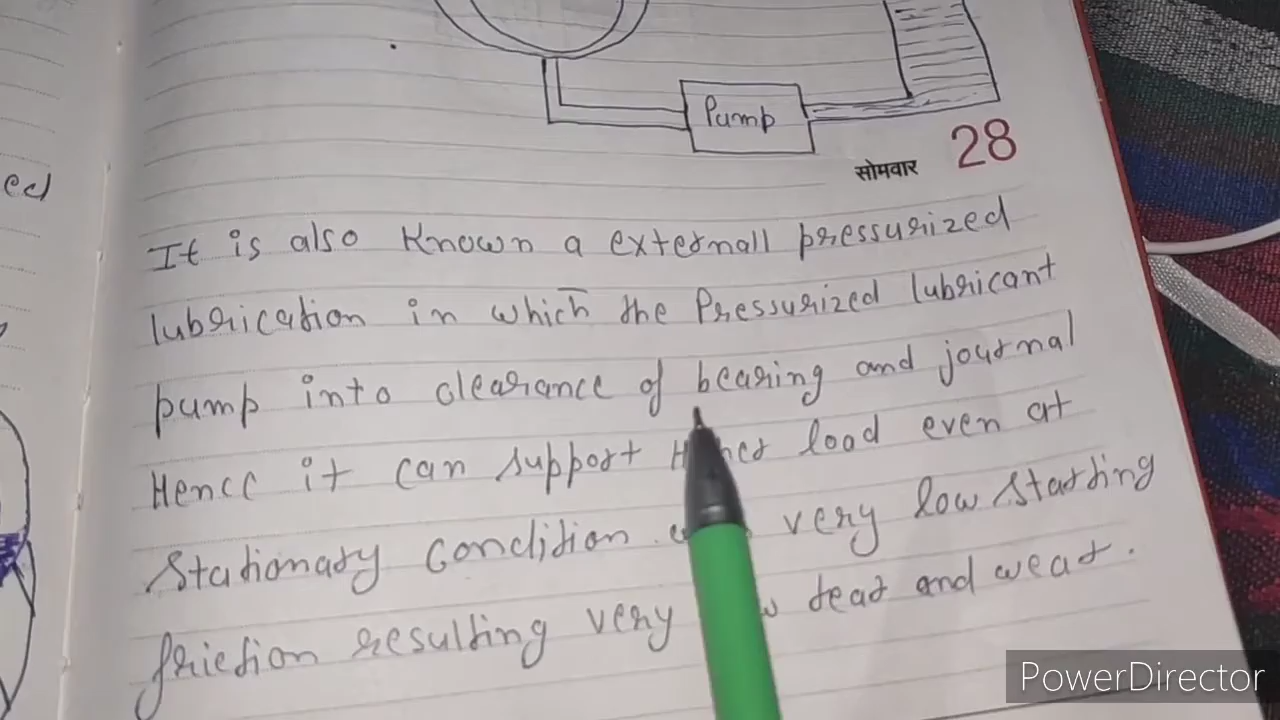 ed
Pump
सोमवार 28
It is also Known a externall pressurized
lubrication in which the Pressurized lubricant
pump into clearance of bearing and journal
Hence it can support load even at
Stationary condition. very low starting
friction resulting very tear and wear.
PowerDirector